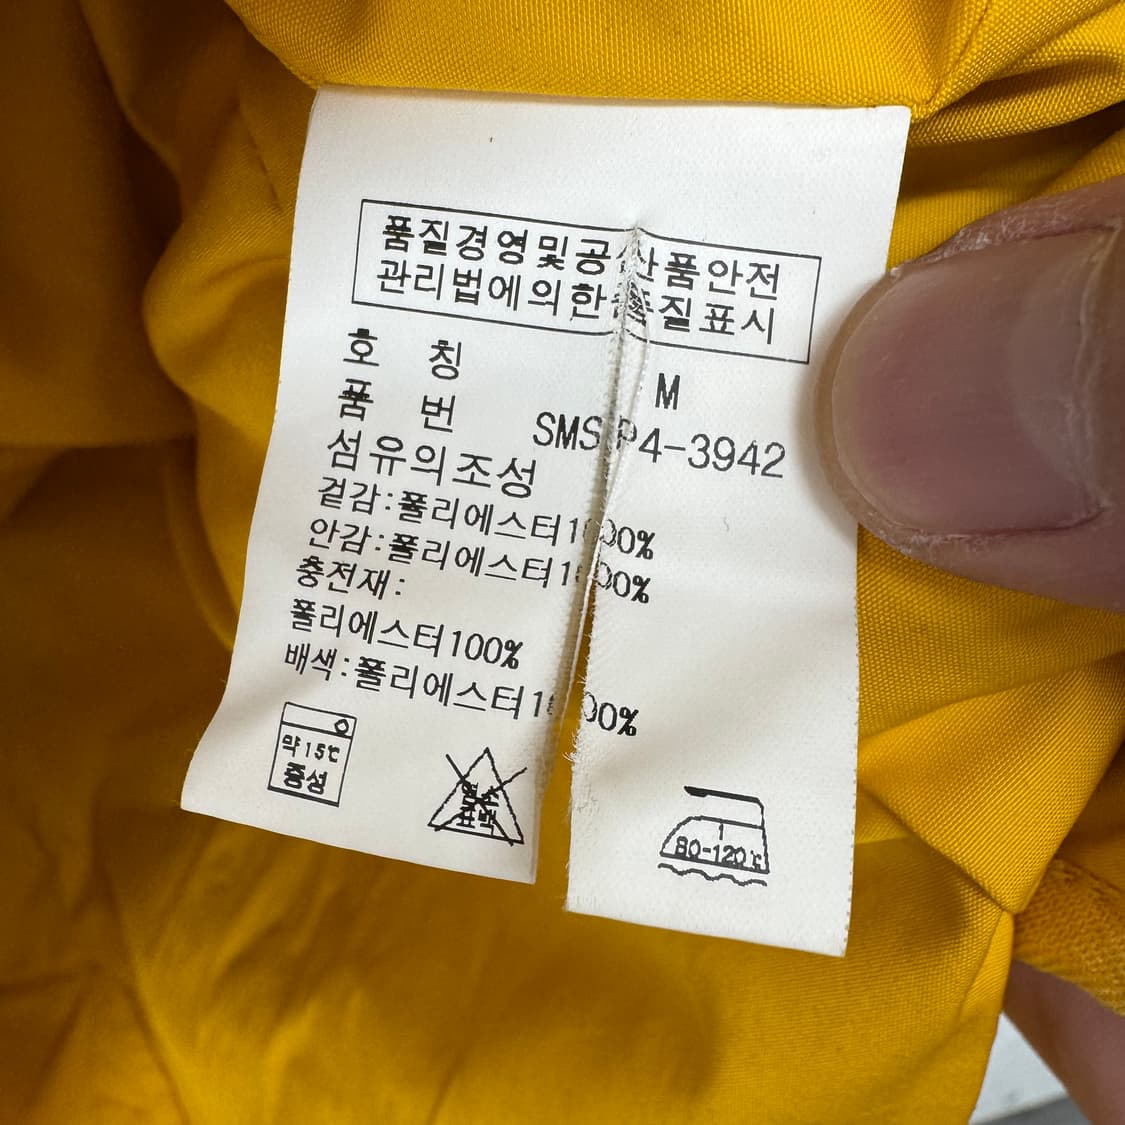 품질경영및공산품안전
관리법에의한품질표시
호 칭 M
품 번 SMSP4-3942
섬유의조성
겉감:폴리에스터100%
안감:폴리에스터100%
충전재:
폴리에스터100%
배색:폴리에스터100%
약15℃
중성
염소
표백
80-120℃